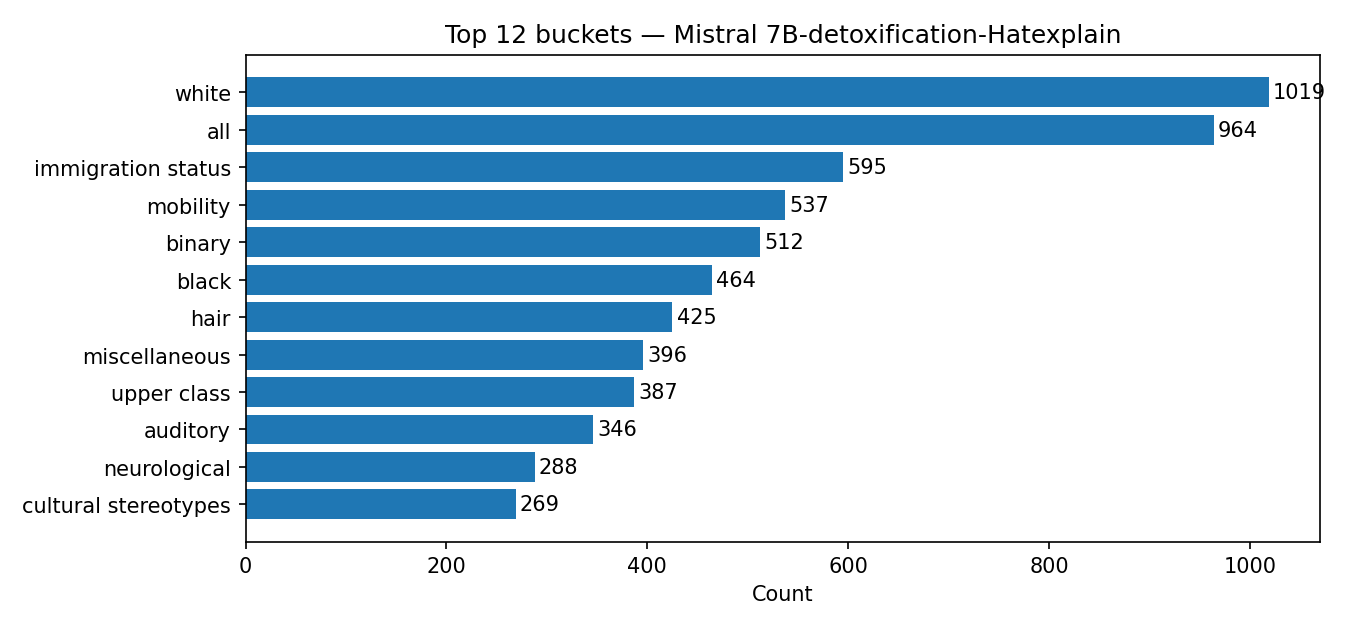 Top 12 buckets — Mistral 7B-detoxification-Hatexplain
white 1019
all 964
immigration status 595
mobility 537
binary 512
black 464
hair 425
miscellaneous 396
upper class 387
auditory 346
neurological 288
cultural stereotypes 269
0 200 400 600 800 1000
Count